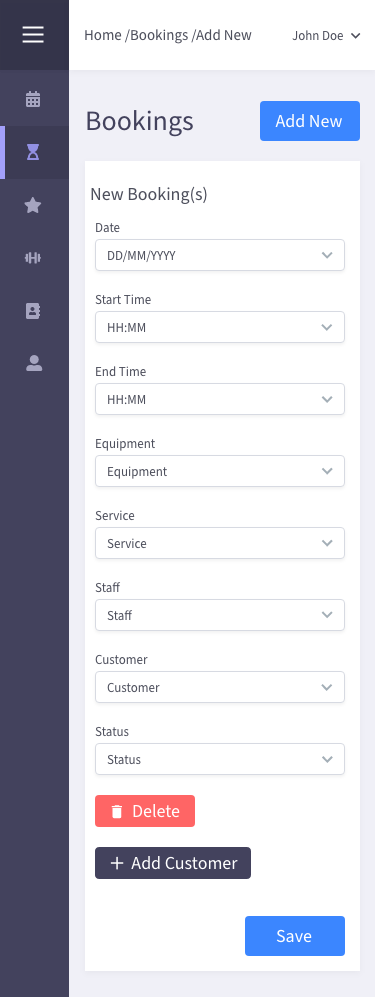 Home /Bookings /Add New
John Doe
Bookings
Add New
New Booking(s)
Date
DD/MM/YYYY
Start Time
HH:MM
End Time
HH:MM
Equipment
Equipment
Service
Service
Staff
Staff
Customer
Customer
Status
Status
Delete
Add Customer
Save